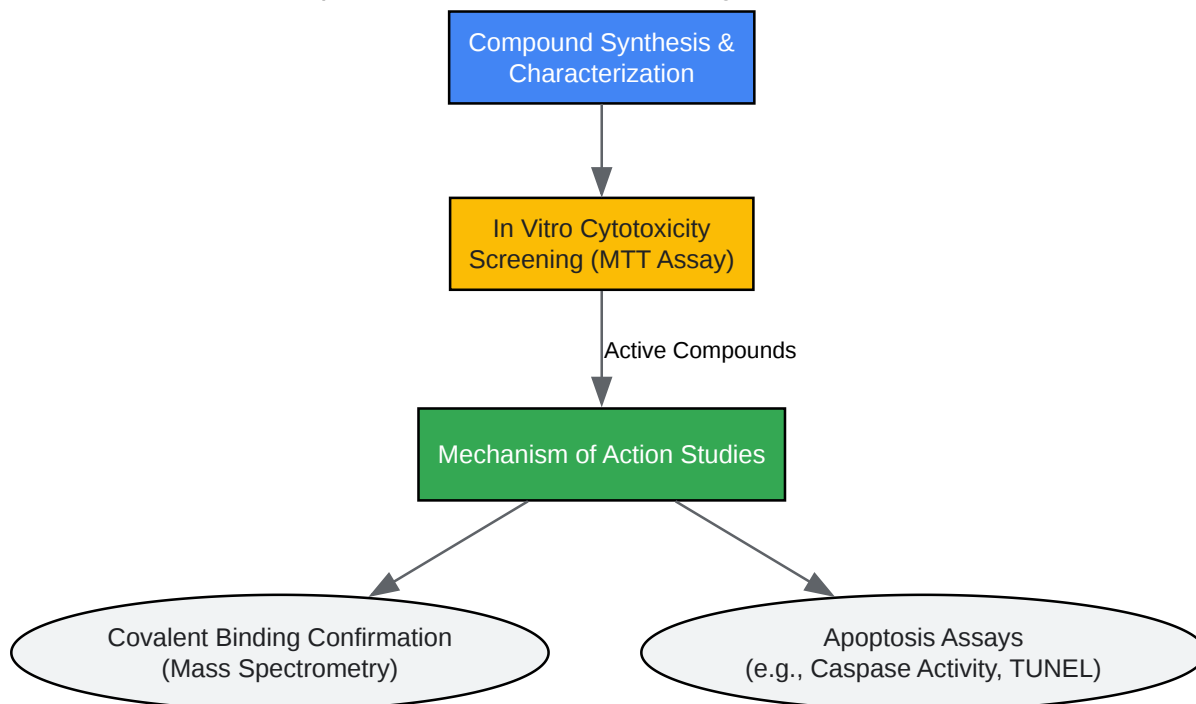 Compound Synthesis &
Characterization
In Vitro Cytotoxicity
Screening (MTT Assay)
Active Compounds
Mechanism of Action Studies
Covalent Binding Confirmation
(Mass Spectrometry)
Apoptosis Assays
(e.g., Caspase Activity, TUNEL)